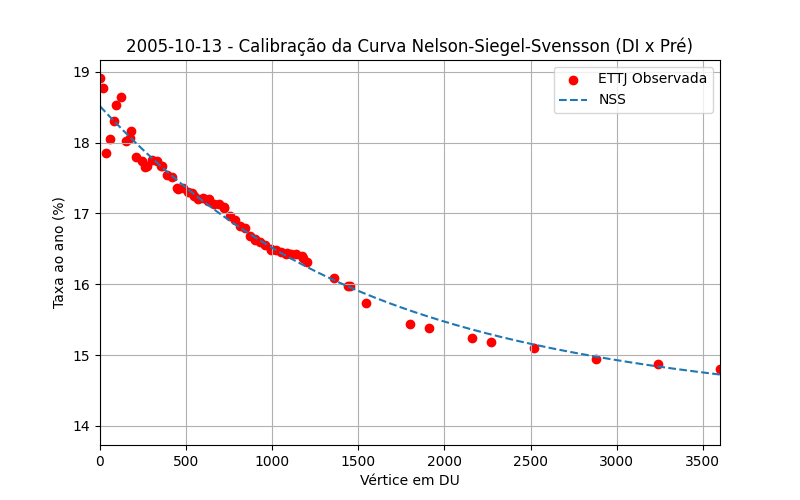 2005-10-13 - Calibração da Curva Nelson-Siegel-Svensson (DI x Pré)
ETTJ Observada
NSS
Taxa ao ano (%)
19
18
17
16
15
14
0 500 1000 1500 2000 2500 3000 3500
Vértice em DU